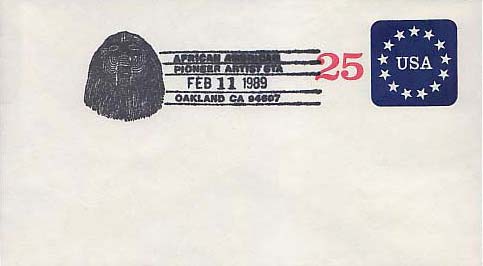 AFRICAN AMERICAN
PIONEER ARTIST STA
FEB 11 1989
OAKLAND CA 94607
25
USA